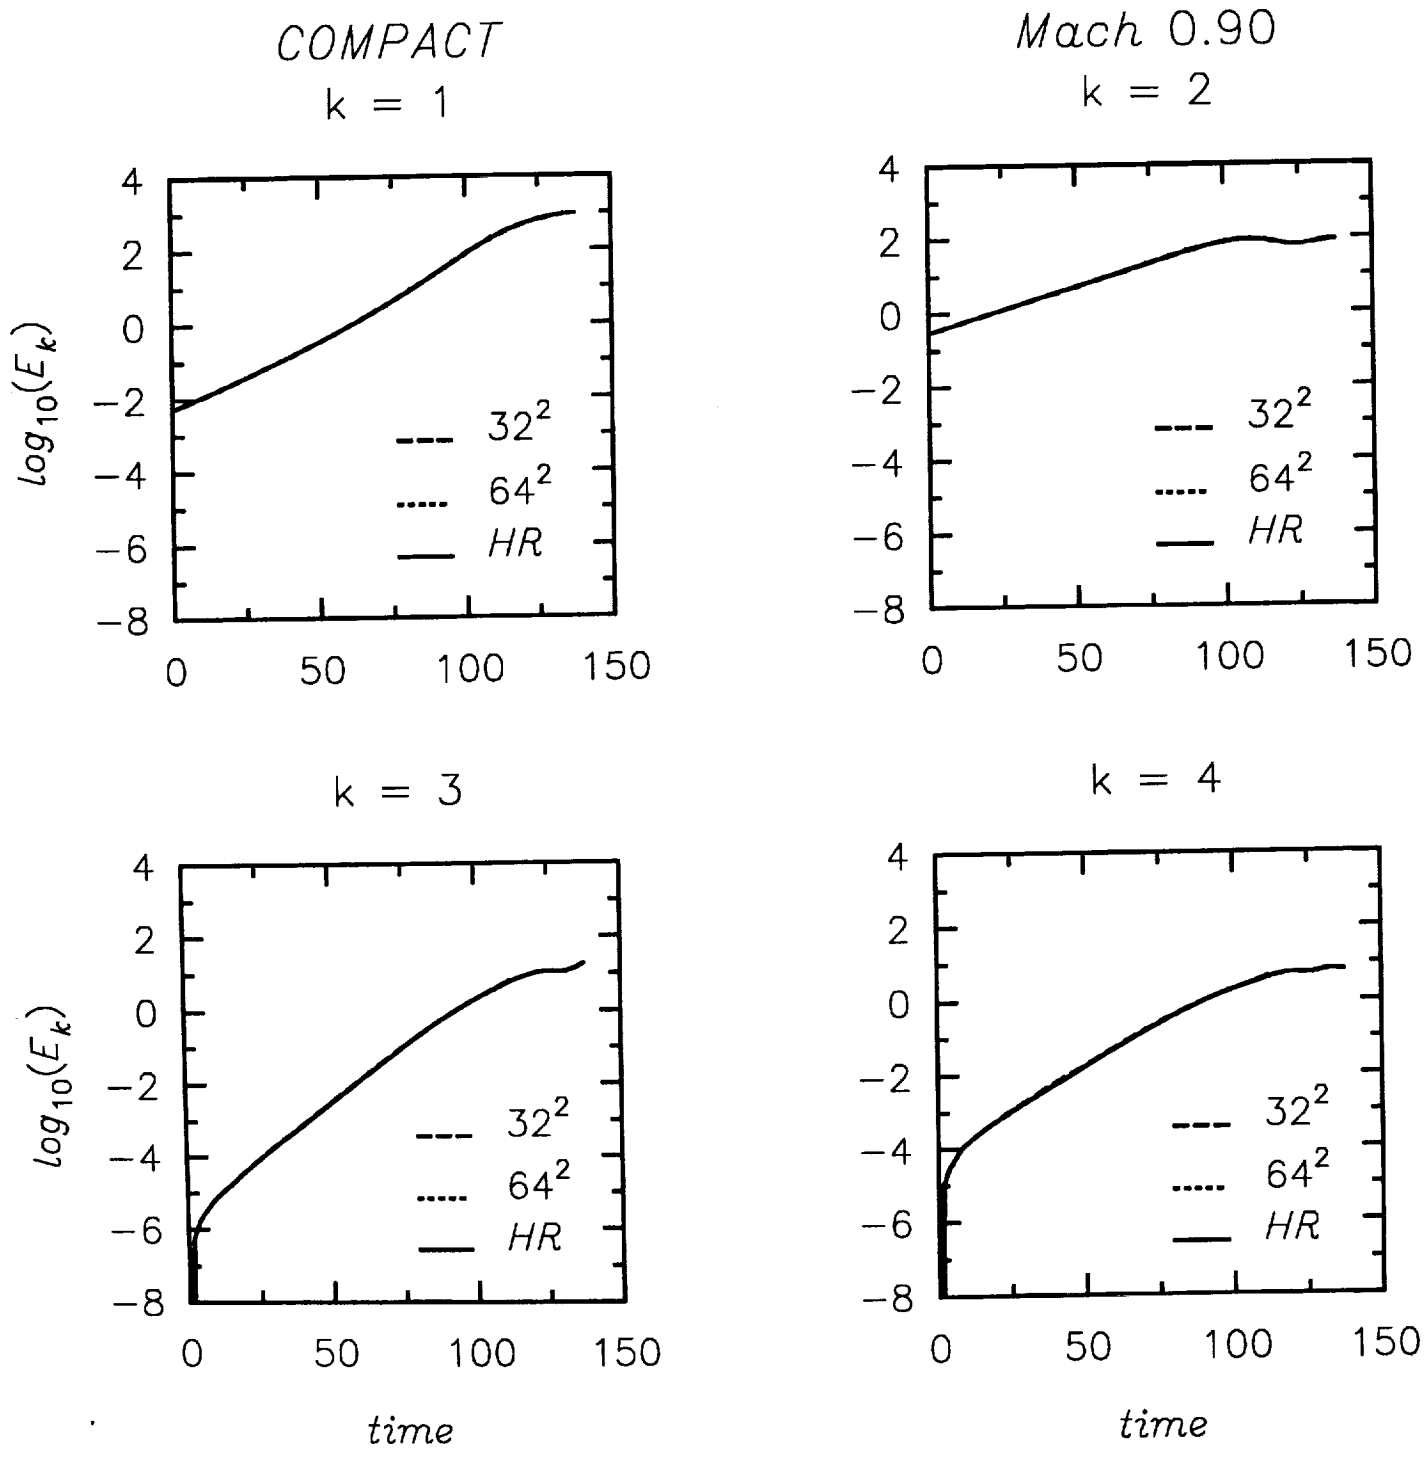 COMPACT
Mach 0.90
k = 1
k = 2
4
2
0
−2
−4
−6
−8
log₁₀(Eₖ)
32²
64²
HR
0 50 100 150
4
2
0
−2
−4
−6
−8
32²
64²
HR
0 50 100 150
k = 3
k = 4
4
2
0
−2
−4
−6
−8
log₁₀(Eₖ)
32²
64²
HR
0 50 100 150
time
4
2
0
−2
−4
−6
−8
32²
64²
HR
0 50 100 150
time